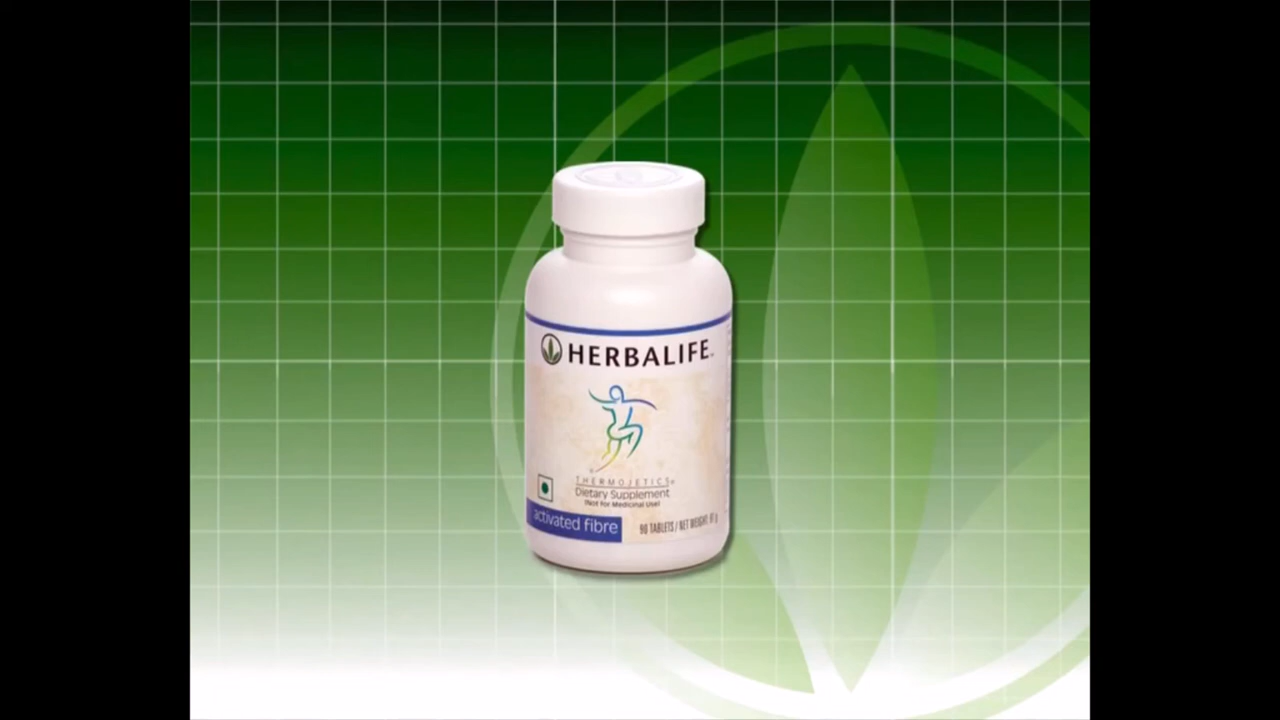 HERBALIFE
THERMOJETICS®
Dietary Supplement
(Not for Medicinal Use)
activated fibre
90 TABLETS / NET WEIGHT: